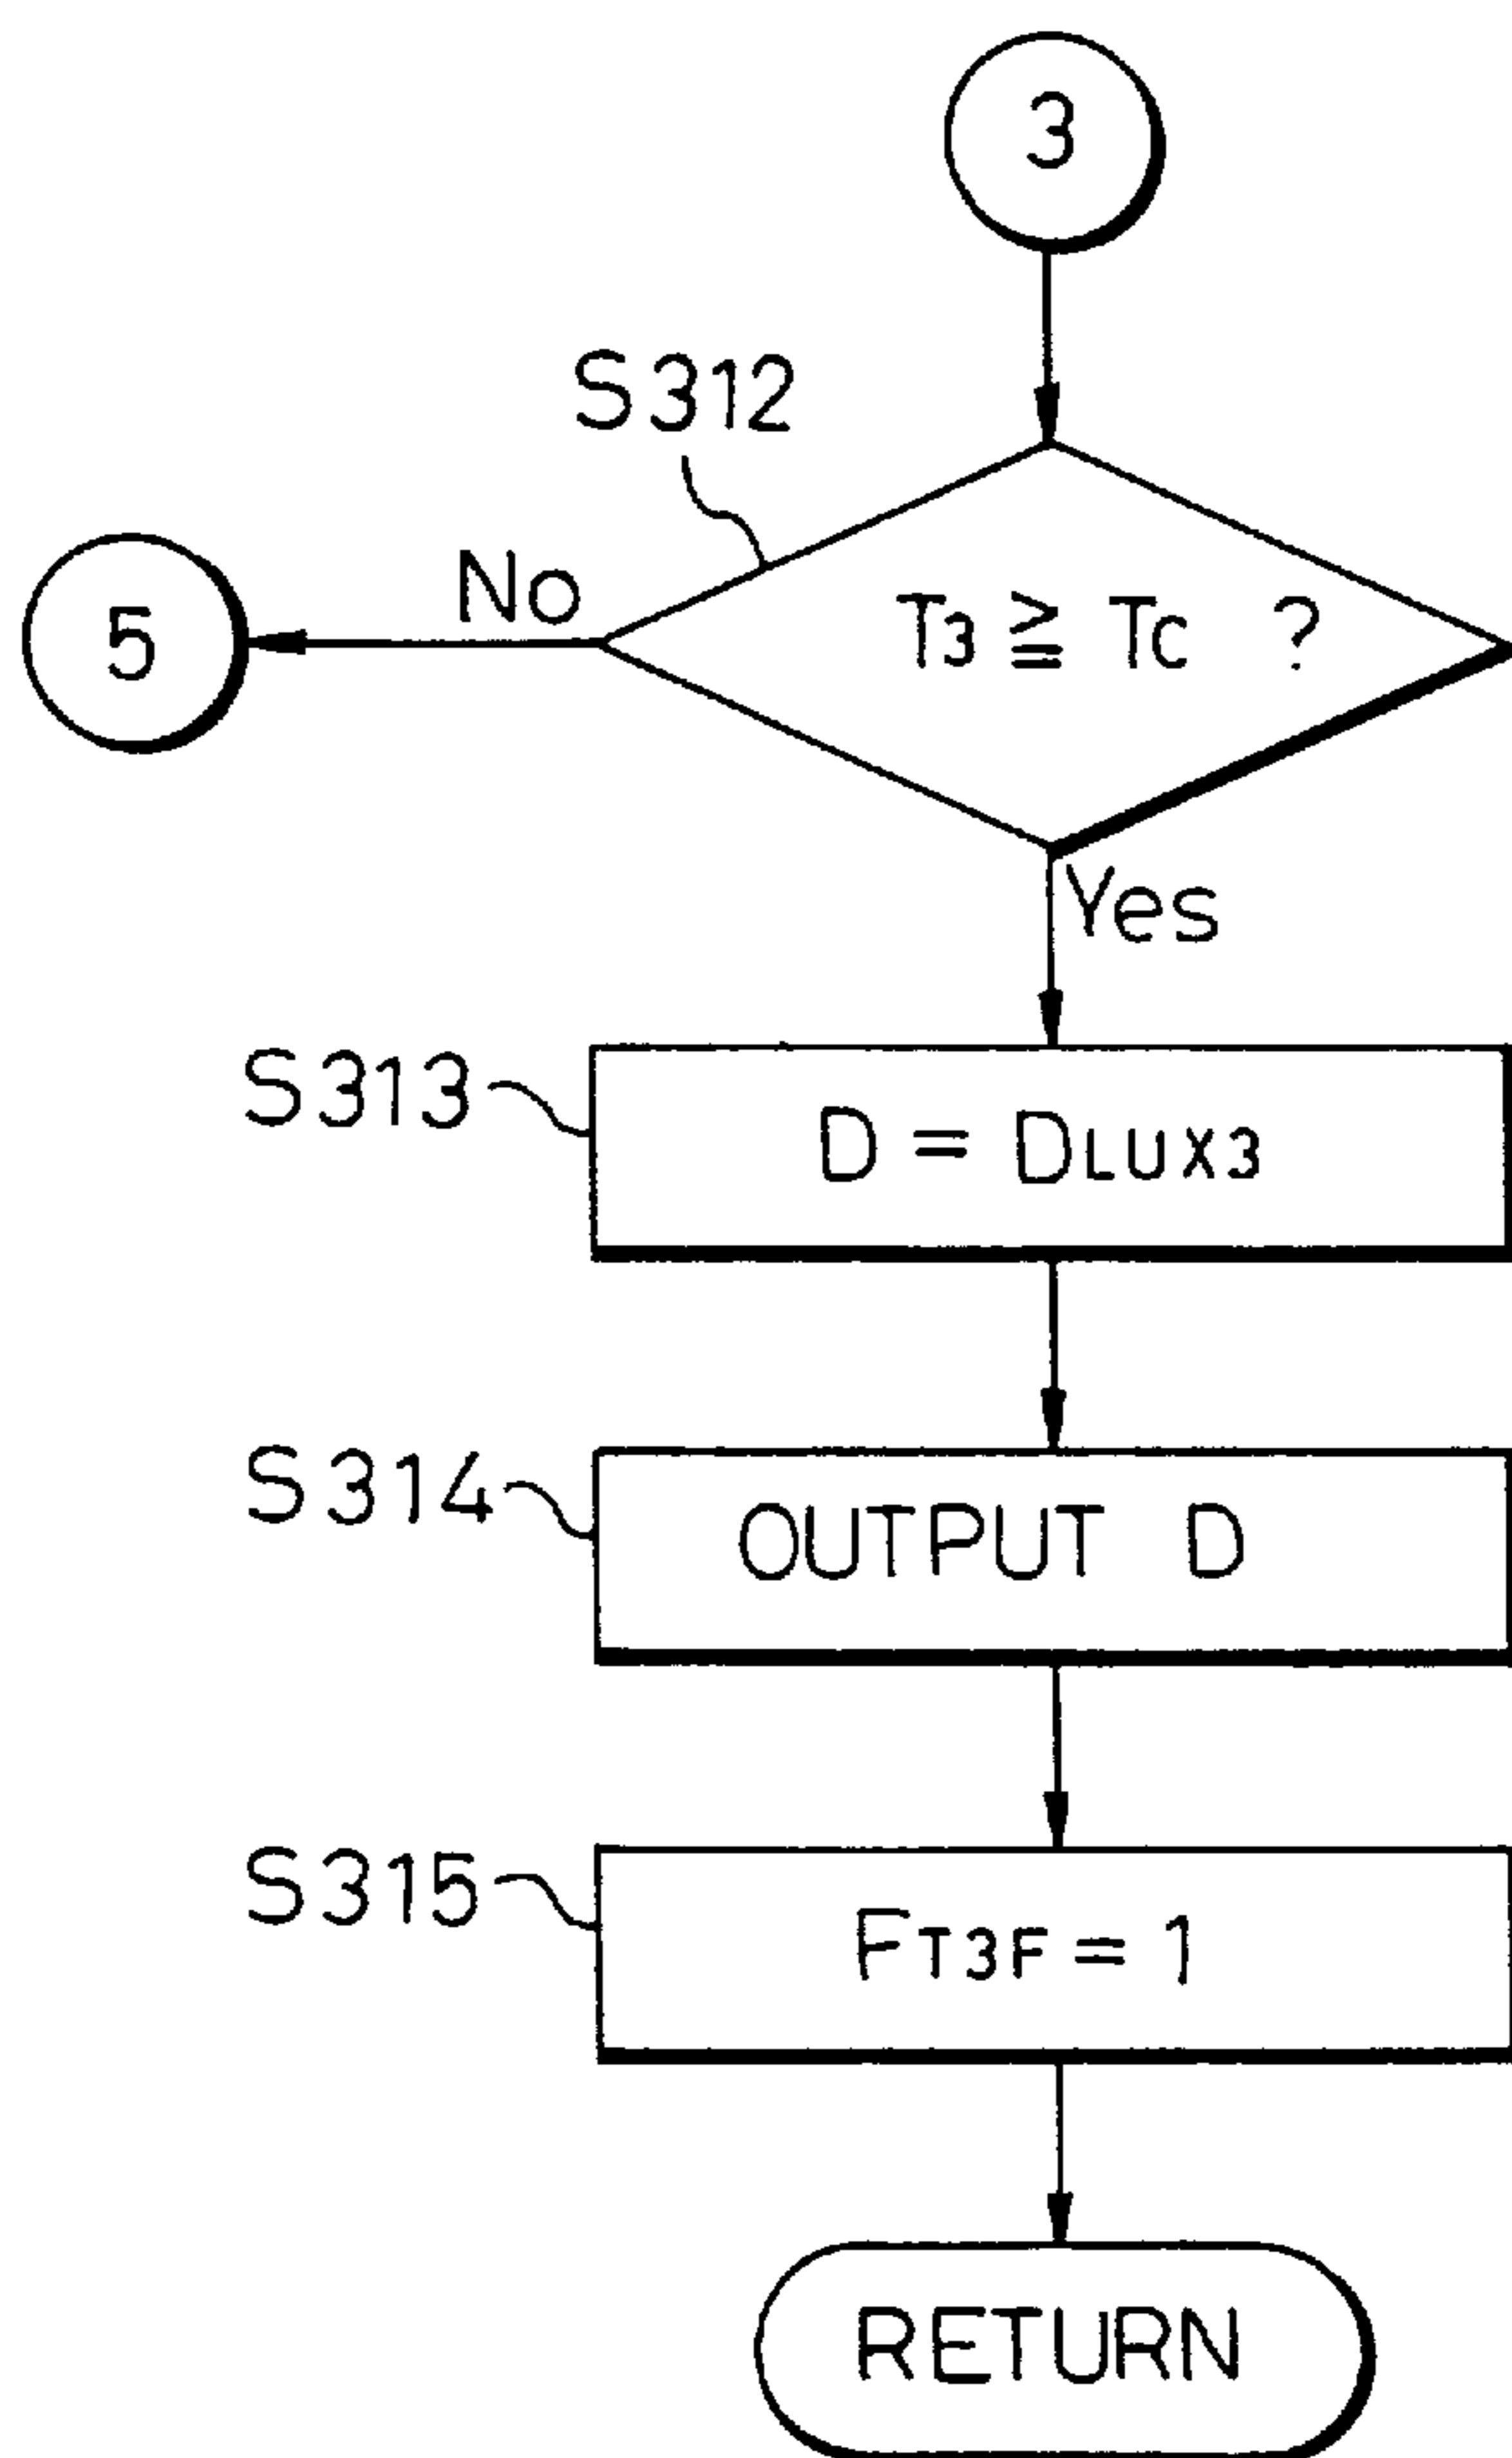 3
S312
No
5
T3 ≧ Tc ?
Yes
S313
D = DLUX3
S314
OUTPUT D
S315
FT3F = 1
RETURN